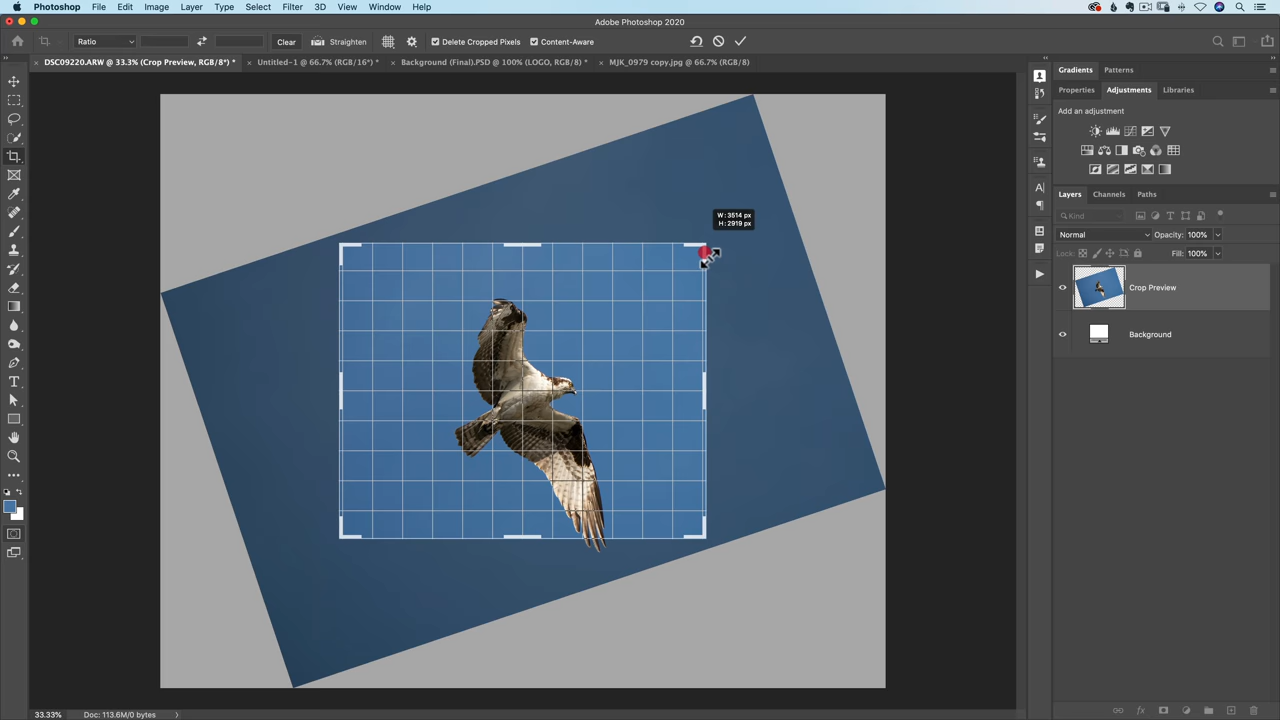 Photoshop File Edit Image Layer Type Select Filter 3D View Window Help
Adobe Photoshop 2020
Ratio Clear Straighten Delete Cropped Pixels Content-Aware
× DSC09220.ARW @ 33.3% (Crop Preview, RGB/8*) * × Untitled-1 @ 66.7% (RGB/16*) * × Background (Final).PSD @ 100% (LOGO, RGB/8) * × MJK_0979 copy.jpg @ 66.7% (RGB/8)
Gradients Patterns
Properties Adjustments Libraries
Add an adjustment
Layers Channels Paths
Kind
Normal Opacity: 100%
Lock: Fill: 100%
Crop Preview
Background
W: 3514 px
H: 2919 px
33.33% Doc: 113.6M/0 bytes